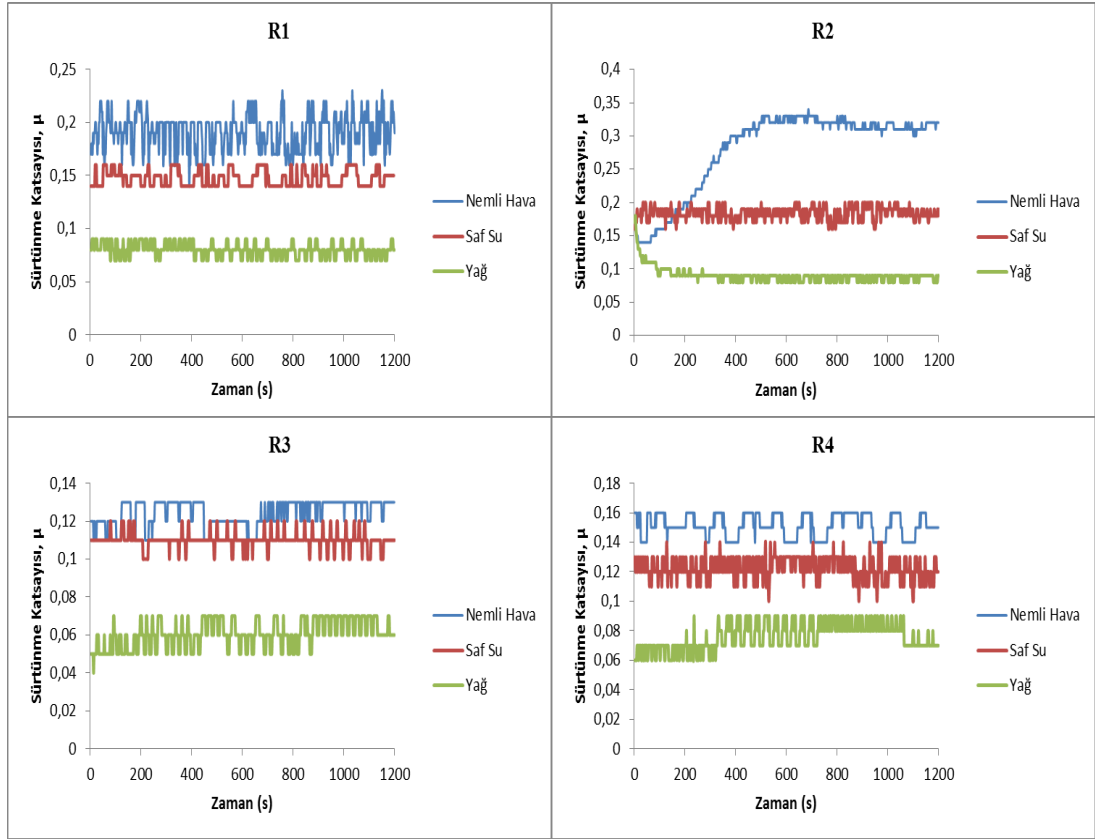 R1
0,25
0,2
0,15
0,1
0,05
0
Sürtünme Katsayısı, µ
0 200 400 600 800 1000 1200
Zaman (s)
Nemli Hava
Saf Su
Yağ
R2
0,4
0,35
0,3
0,25
0,2
0,15
0,1
0,05
0
Sürtünme Katsayısı, µ
0 200 400 600 800 1000 1200
Zaman (s)
Nemli Hava
Saf Su
Yağ
R3
0,14
0,12
0,1
0,08
0,06
0,04
0,02
0
Sürtünme Katsayısı, µ
0 200 400 600 800 1000 1200
Zaman (s)
Nemli Hava
Saf Su
Yağ
R4
0,18
0,16
0,14
0,12
0,1
0,08
0,06
0,04
0,02
0
Sürtünme Katsayısı, µ
0 200 400 600 800 1000 1200
Zaman (s)
Nemli Hava
Saf Su
Yağ